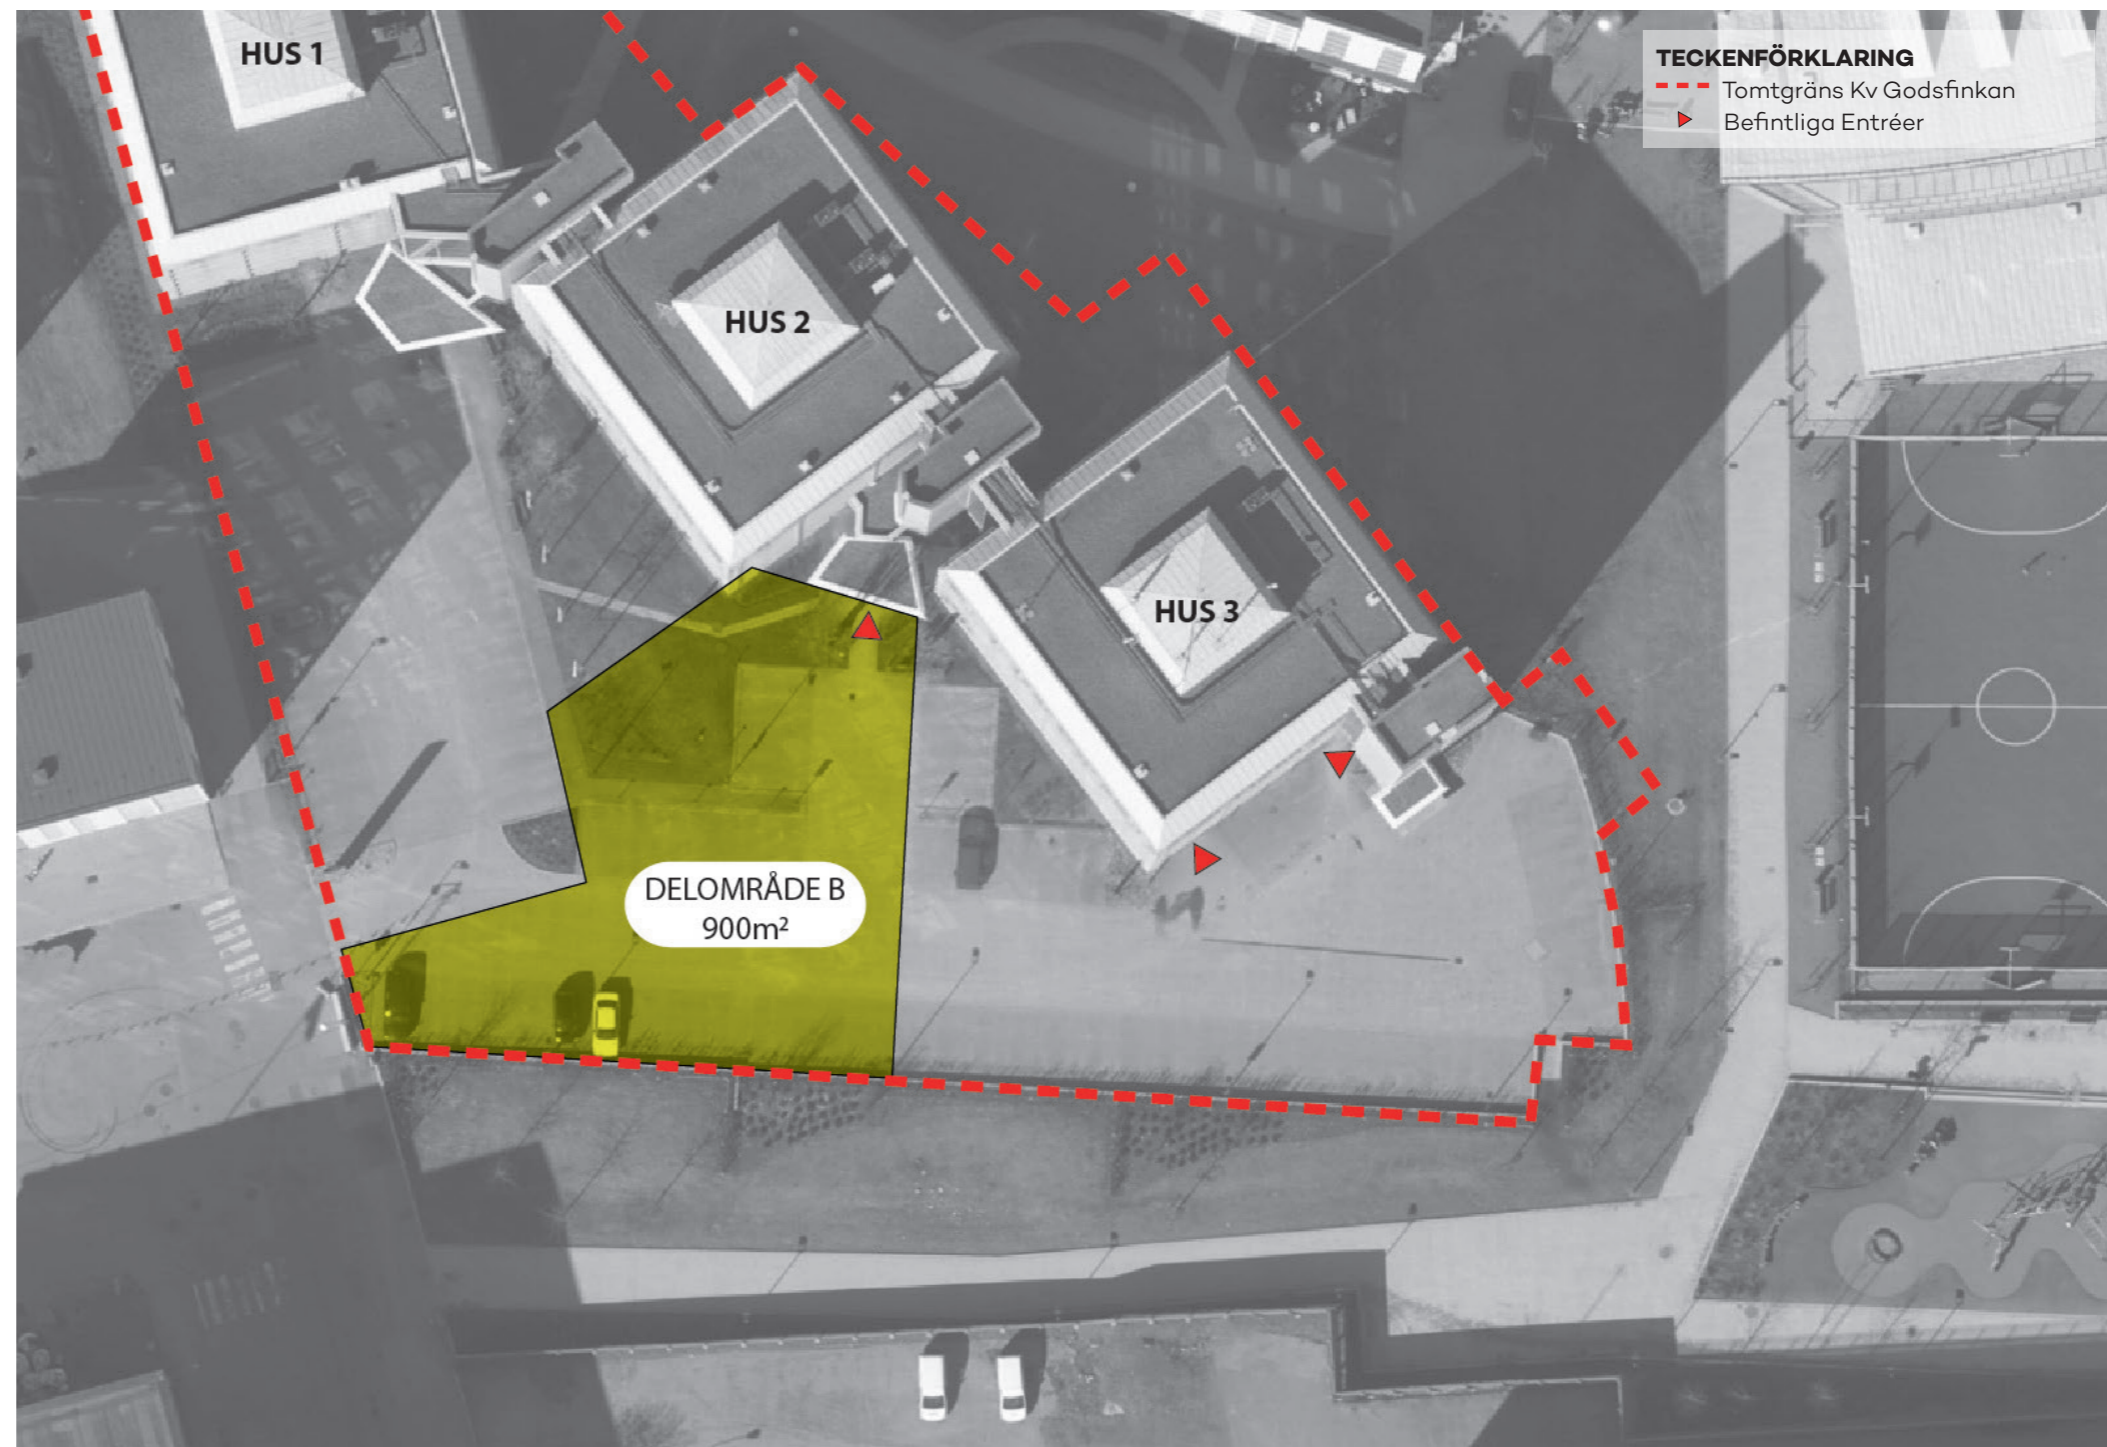 HUS 1
TECKENFÖRKLARING
Tomtgräns Kv Godsfinkan
Befintliga Entréer
HUS 2
HUS 3
DELOMRÅDE B
900m²